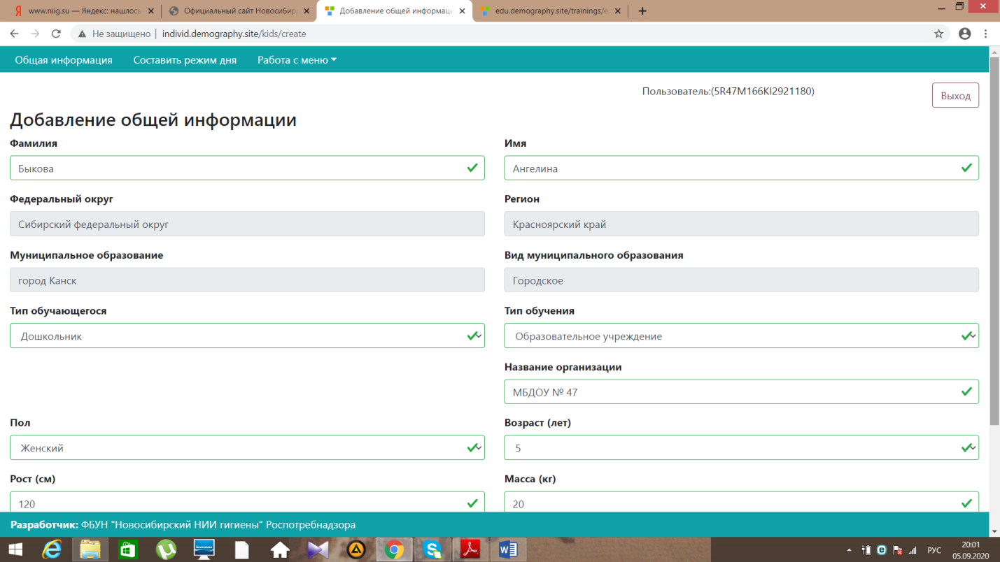 www.niig.su — Яндекс: нашлось
Официальный сайт Новосибирс
Добавление общей информаци
edu.demography.site/trainings/e
Не защищено | individ.demography.site/kids/create
Общая информация Составить режим дня Работа с меню
Пользователь:(5R47M166KI2921180)
Выход
Добавление общей информации
Фамилия Имя
Быкова Ангелина
Федеральный округ Регион
Сибирский федеральный округ Красноярский край
Муниципальное образование Вид муниципального образования
город Канск Городское
Тип обучающегося Тип обучения
Дошкольник Образовательное учреждение
Название организации
МБДОУ № 47
Пол Возраст (лет)
Женский 5
Рост (см) Масса (кг)
120 20
Разработчик: ФБУН "Новосибирский НИИ гигиены" Роспотребнадзора
РУС
20:01
05.09.2020